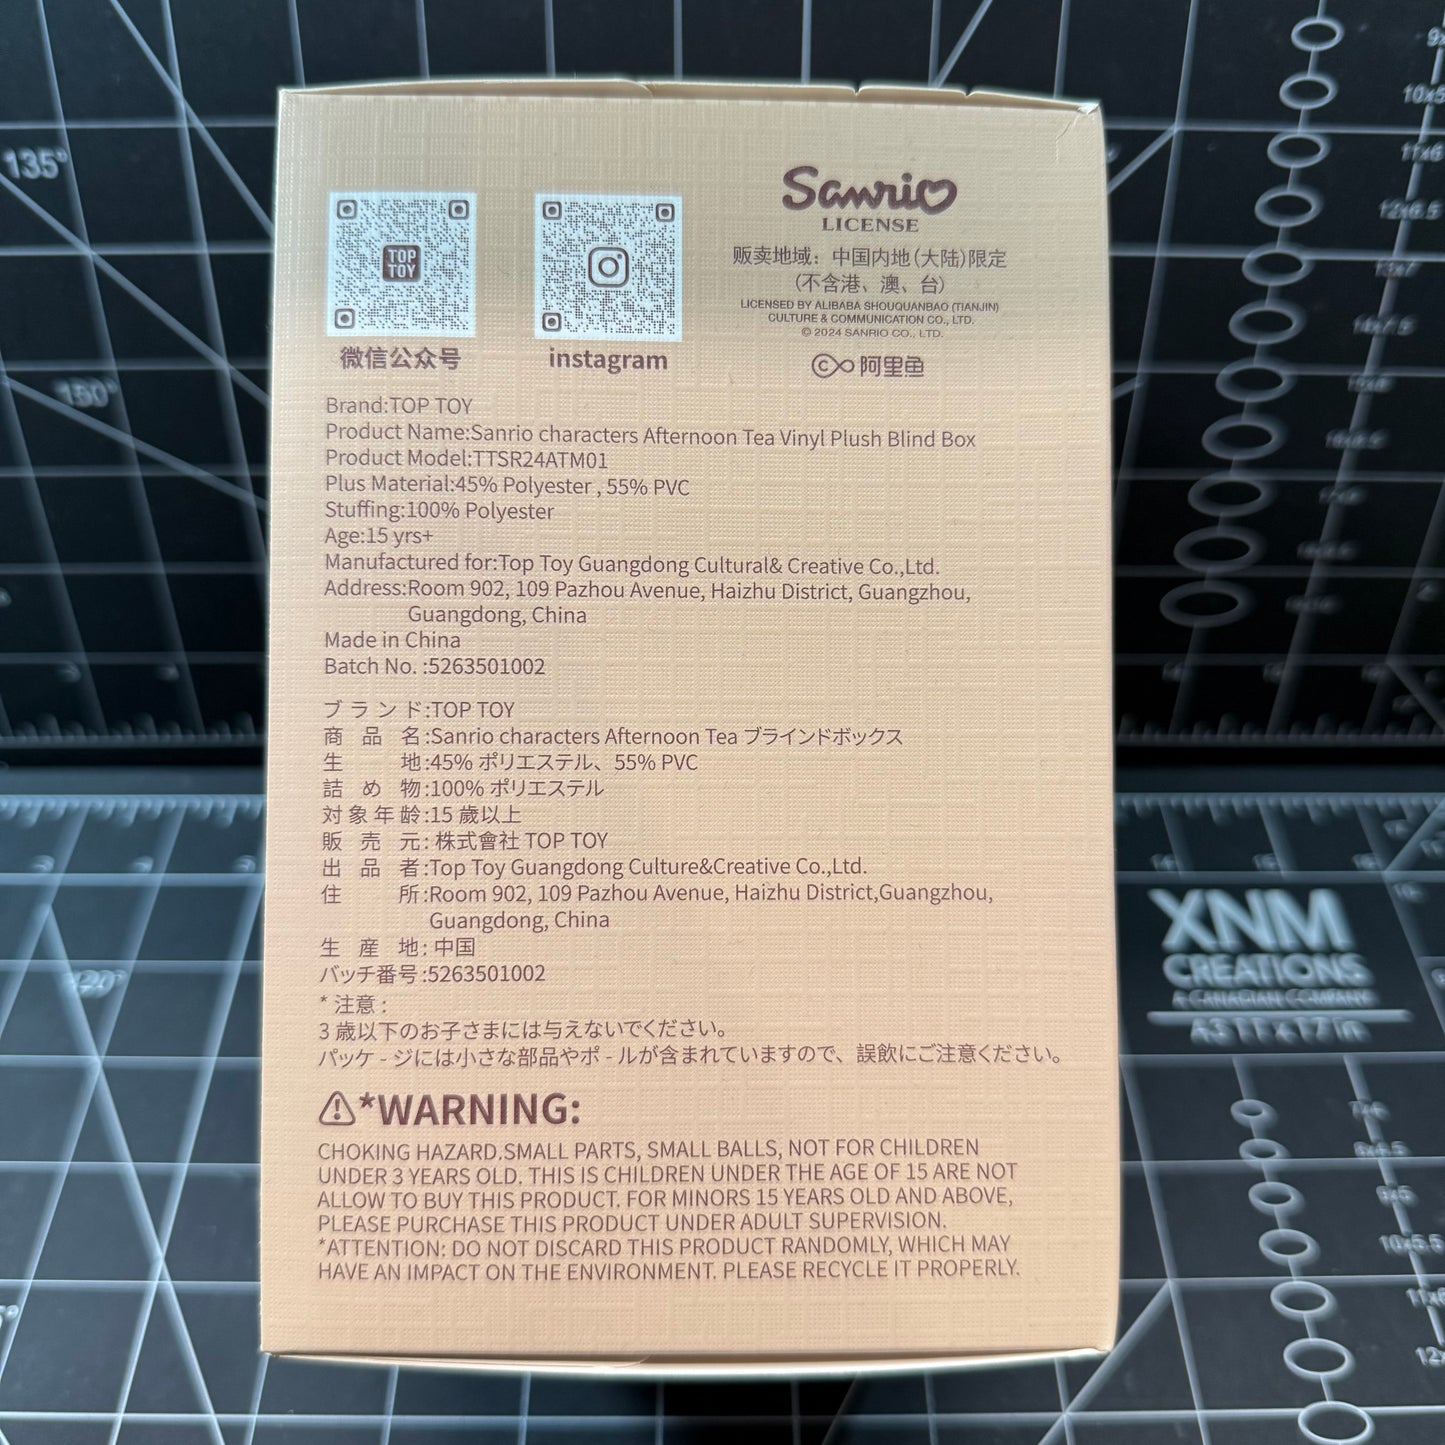 Sanrio
LICENSE
贩卖地域：中国内地(大陆)限定
(不含港、澳、台)
LICENSED BY ALIBABA SHOUQUANBAO (TIANJIN)
CULTURE & COMMUNICATION CO., LTD.
© 2024 SANRIO CO., LTD.
阿里鱼
TOP
TOY
微信公众号
instagram
Brand:TOP TOY
Product Name:Sanrio characters Afternoon Tea Vinyl Plush Blind Box
Product Model:TTSR24ATM01
Plus Material:45% Polyester , 55% PVC
Stuffing:100% Polyester
Age:15 yrs+
Manufactured for:Top Toy Guangdong Cultural& Creative Co.,Ltd.
Address:Room 902, 109 Pazhou Avenue, Haizhu District, Guangzhou,
Guangdong, China
Made in China
Batch No. :5263501002
ブランド:TOP TOY
商品名:Sanrio characters Afternoon Tea ブラインドボックス
生地:45% ポリエステル、55% PVC
詰め物:100% ポリエステル
対象年齢:15 歳以上
販売元: 株式會社 TOP TOY
出品者:Top Toy Guangdong Culture&Creative Co.,Ltd.
住所:Room 902, 109 Pazhou Avenue, Haizhu District,Guangzhou,
Guangdong, China
生産地: 中国
バッチ番号:5263501002
* 注意 :
3 歳以下のお子さまには与えないでください。
パッケ - ジには小さな部品やボ - ルが含まれていますので、誤飲にご注意ください。
*WARNING:
CHOKING HAZARD.SMALL PARTS, SMALL BALLS, NOT FOR CHILDREN
UNDER 3 YEARS OLD. THIS IS CHILDREN UNDER THE AGE OF 15 ARE NOT
ALLOW TO BUY THIS PRODUCT. FOR MINORS 15 YEARS OLD AND ABOVE,
PLEASE PURCHASE THIS PRODUCT UNDER ADULT SUPERVISION.
*ATTENTION: DO NOT DISCARD THIS PRODUCT RANDOMLY, WHICH MAY
HAVE AN IMPACT ON THE ENVIRONMENT. PLEASE RECYCLE IT PROPERLY.
135°
XNM
CREATIONS
A CANADIAN COMPANY